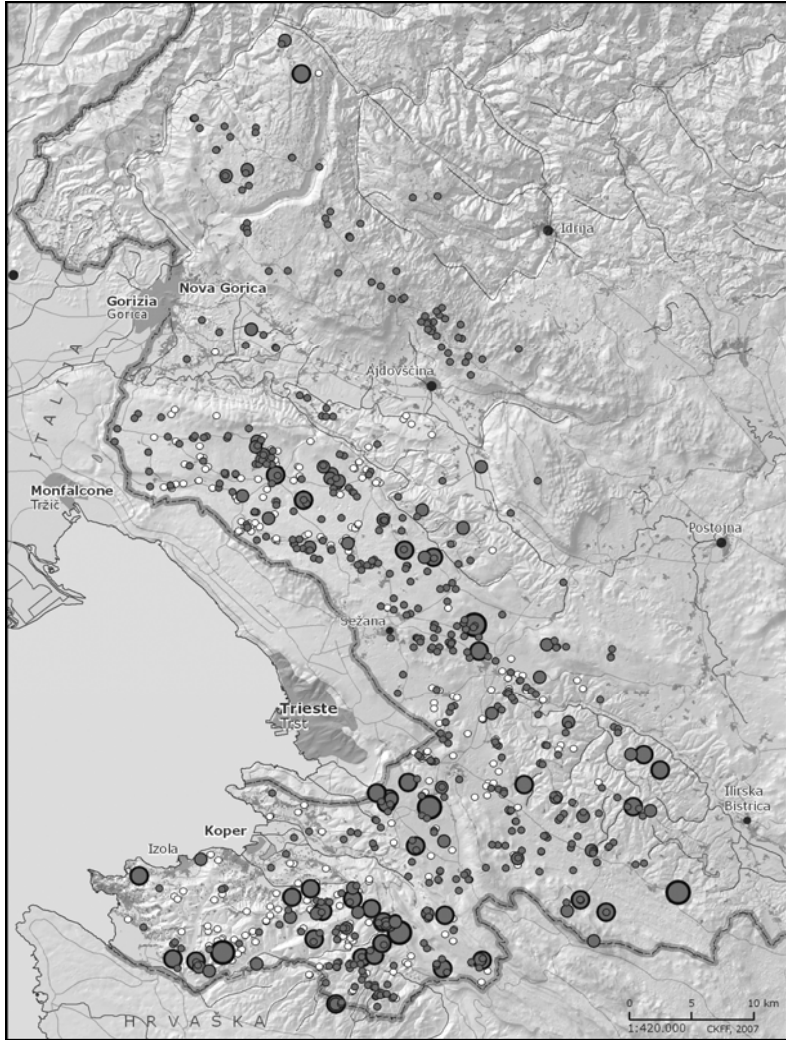 Idrija
Nova Gorica
Gorizia
Gorica
Ajdovščina
ITALIA
Monfalcone
Tržič
Postojna
Sežana
Trieste
Trst
Ilirska
Bistrica
Koper
Izola
HRVAŠKA
0 5 10 km
1:420.000 CKFF, 2007